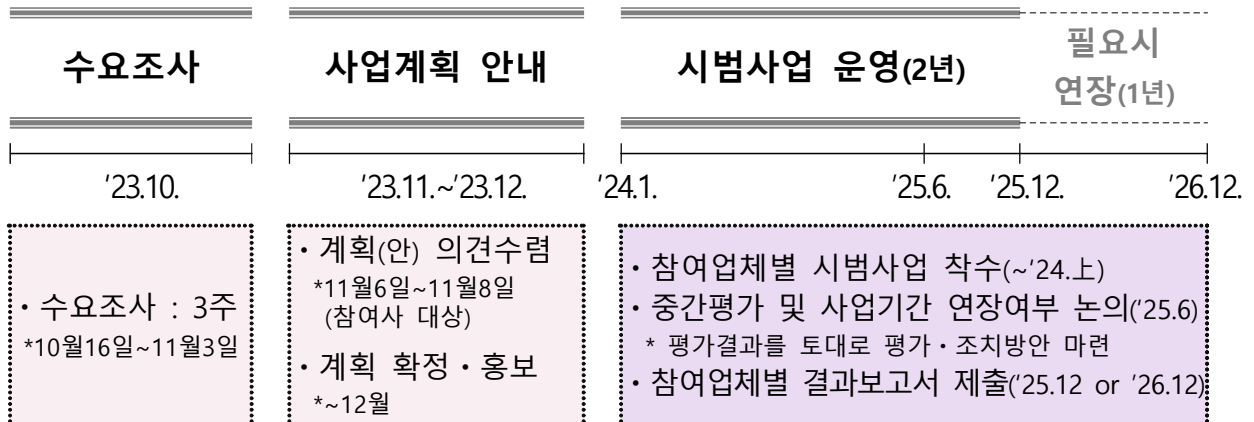 수요조사
사업계획 안내
시범사업 운영(2년)
필요시
연장(1년)
'23.10.
'23.11.~'23.12.
'24.1.
'25.6.
'25.12.
'26.12.
・수요조사 : 3주
*10월16일~11월3일
・계획(안) 의견수렴
*11월6일~11월8일
(참여사 대상)
・계획 확정・홍보
*~12월
・참여업체별 시범사업 착수(~'24.上)
・중간평가 및 사업기간 연장여부 논의('25.6)
* 평가결과를 토대로 평가・조치방안 마련
・참여업체별 결과보고서 제출('25.12 or '26.12)